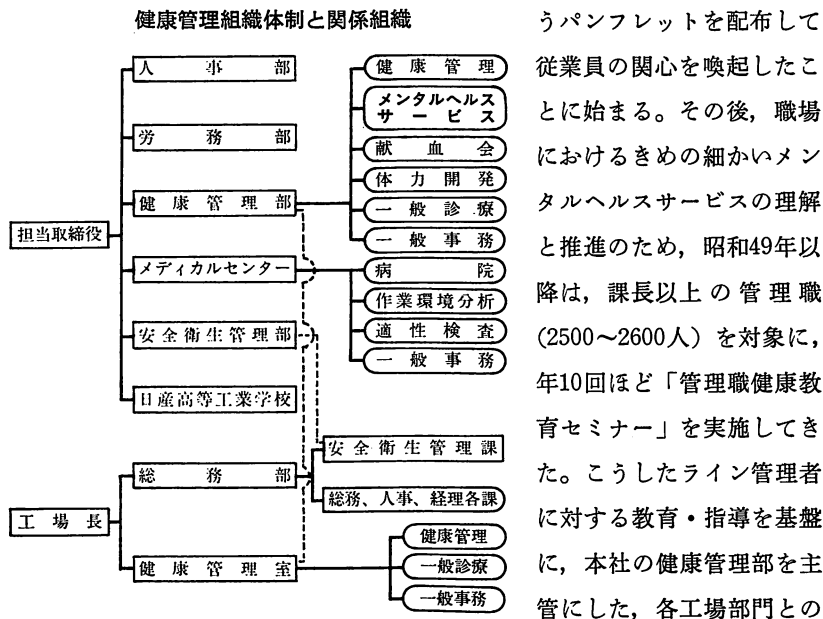 健康管理組織体制と関係組織
担当取締役
人事部
労務部
健康管理部
メディカルセンター
安全衛生管理部
日産高等工業学校
健康管理
メンタルヘルス
サービス
献血会
体力開発
一般診療
一般事務
病院
作業環境分析
適性検査
一般事務
工場長
総務部
健康管理室
安全衛生管理課
総務、人事、経理各課
健康管理
一般診療
一般事務
うパンフレットを配布して
従業員の関心を喚起したこ
とに始まる。その後，職場
におけるきめの細かいメン
タルヘルスサービスの理解
と推進のため，昭和49年以
降は，課長以上の管理職
(2500〜2600人）を対象に，
年10回ほど「管理職健康教
育セミナー」を実施してき
た。こうしたライン管理者
に対する教育・指導を基盤
に，本社の健康管理部を主
管にした，各工場部門との